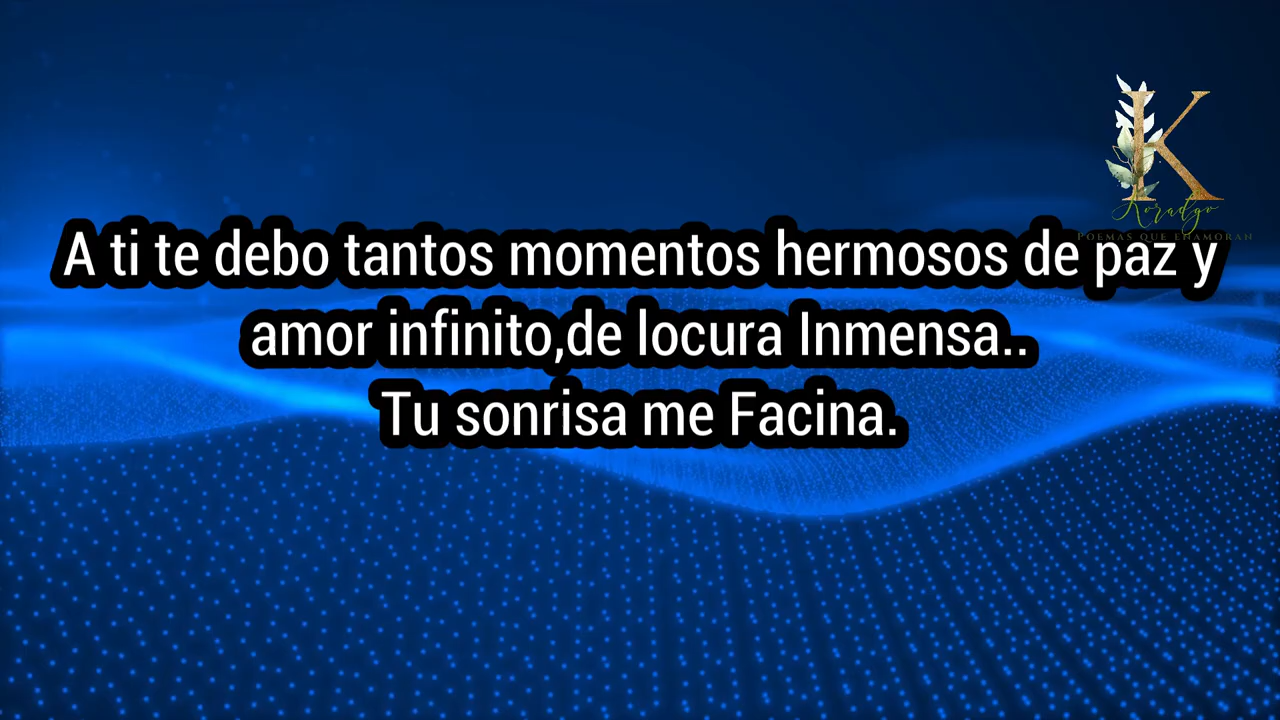 K
Koradgo
POEMAS QUE ENAMORAN
A ti te debo tantos momentos hermosos de paz y
amor infinito,de locura Inmensa..
Tu sonrisa me Facina.